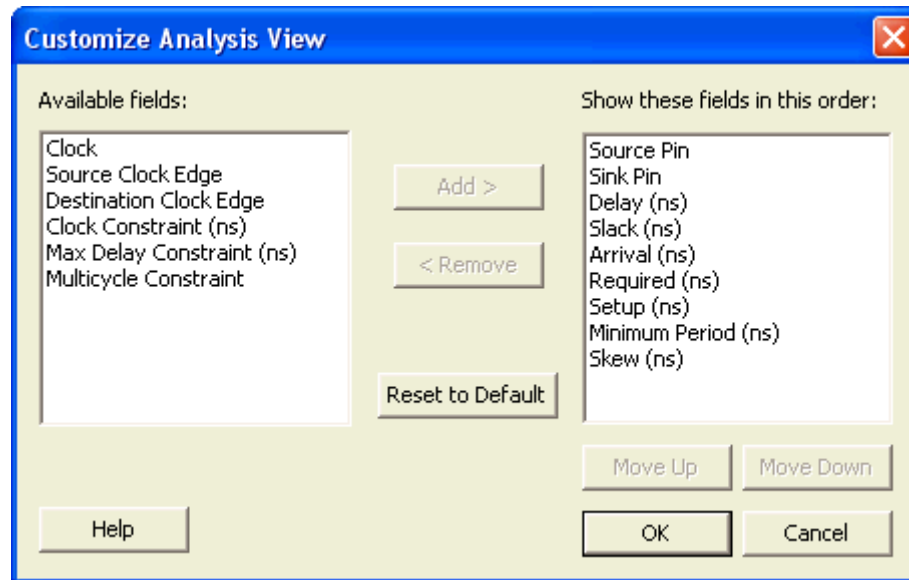 Customize Analysis View
Available fields:
Clock
Source Clock Edge
Destination Clock Edge
Clock Constraint (ns)
Max Delay Constraint (ns)
Multicycle Constraint
Add >
< Remove
Reset to Default
Show these fields in this order:
Source Pin
Sink Pin
Delay (ns)
Slack (ns)
Arrival (ns)
Required (ns)
Setup (ns)
Minimum Period (ns)
Skew (ns)
Move Up
Move Down
Help
OK
Cancel